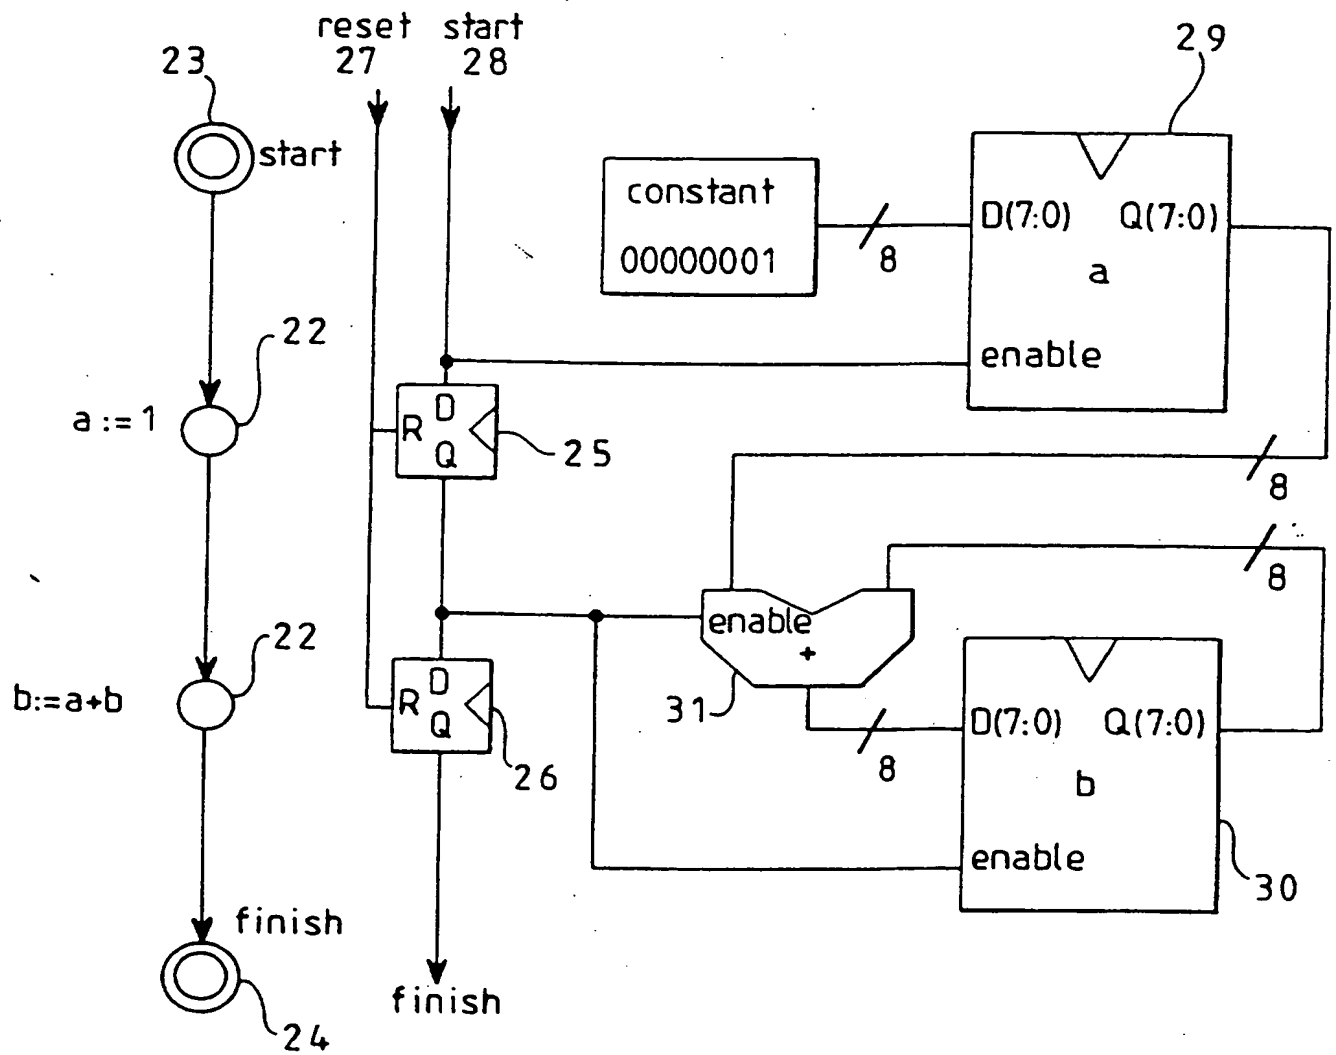 reset start
27 28
23
29
start
constant
00000001
8
D(7:0) Q(7:0)
a
enable
22
a := 1
D
R
Q
25
8
8
22
enable
+
b:=a+b
D
R
Q
31
26
8
D(7:0) Q(7:0)
b
enable
30
finish
finish
24